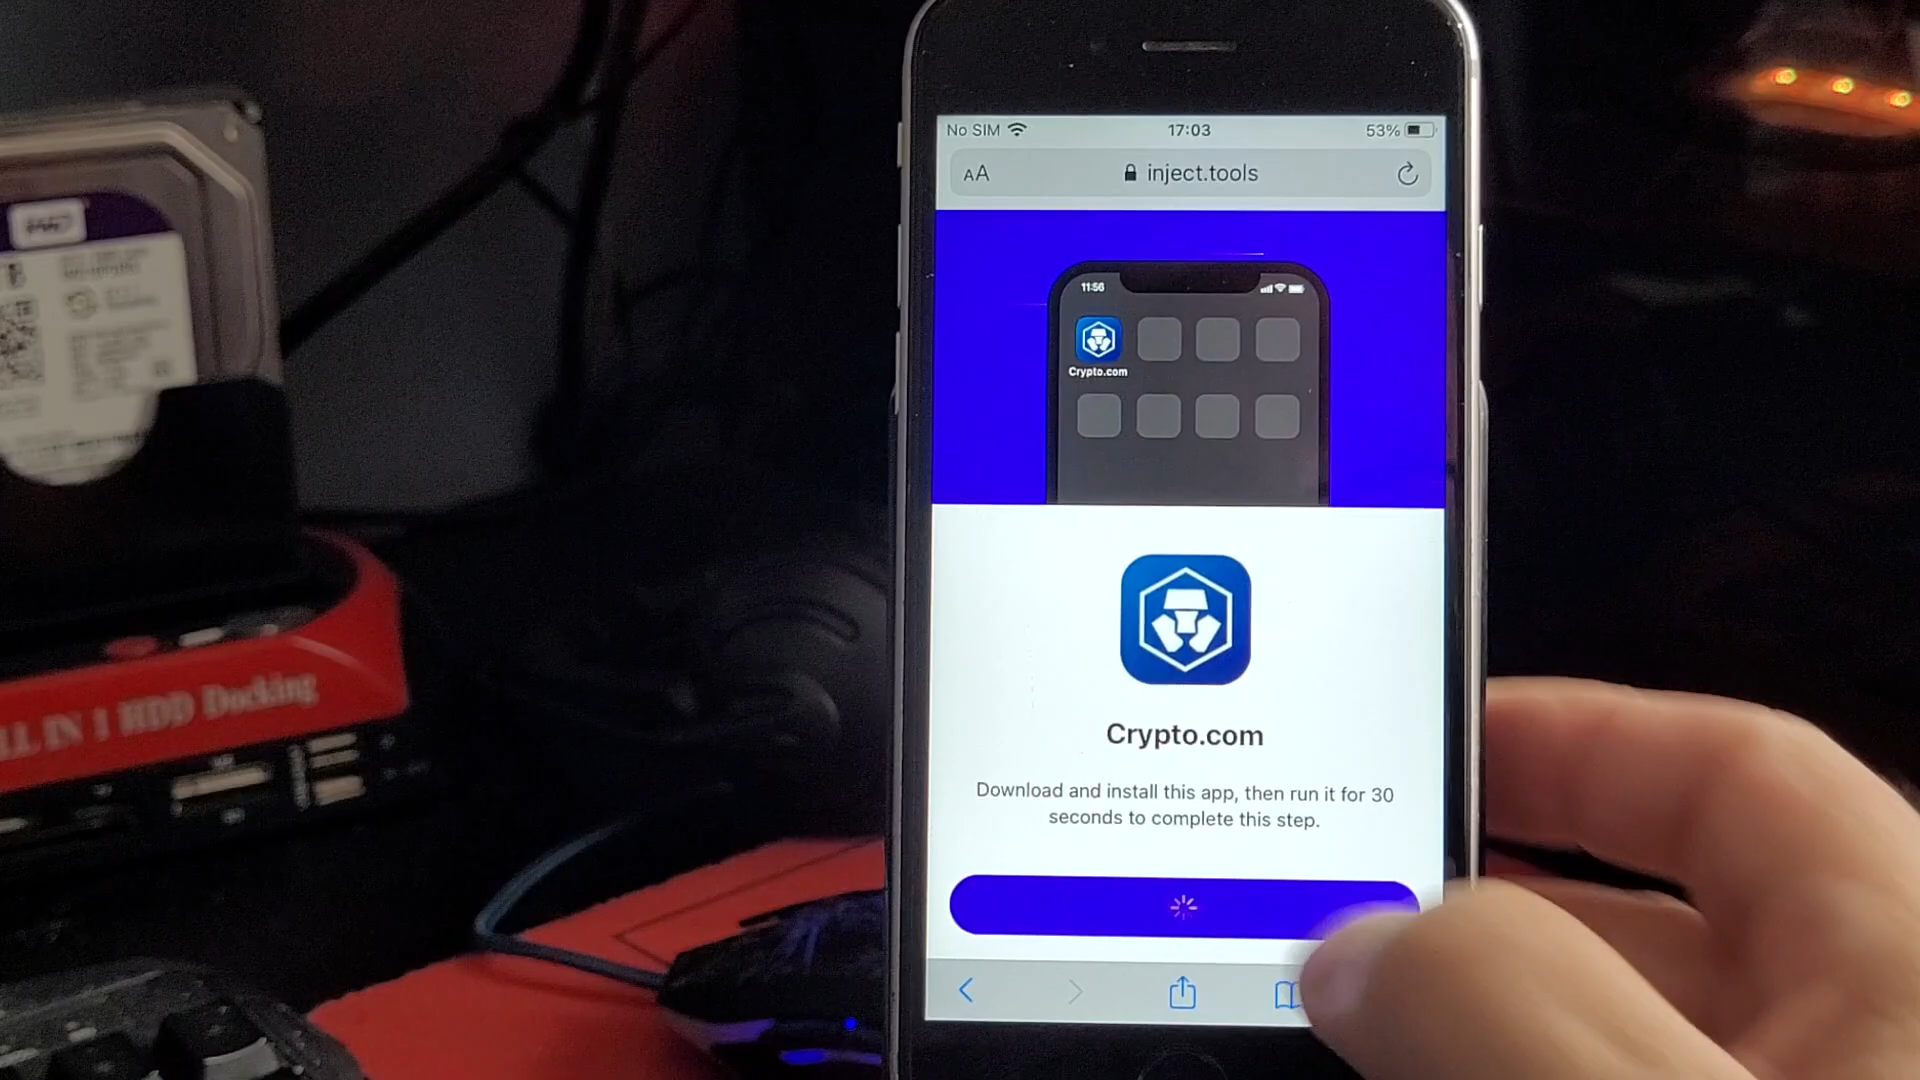 No SIM 17:03 53%
AA inject.tools
11:56
Crypto.com
Crypto.com
Download and install this app, then run it for 30
seconds to complete this step.
LL IN 1 HDD Docking